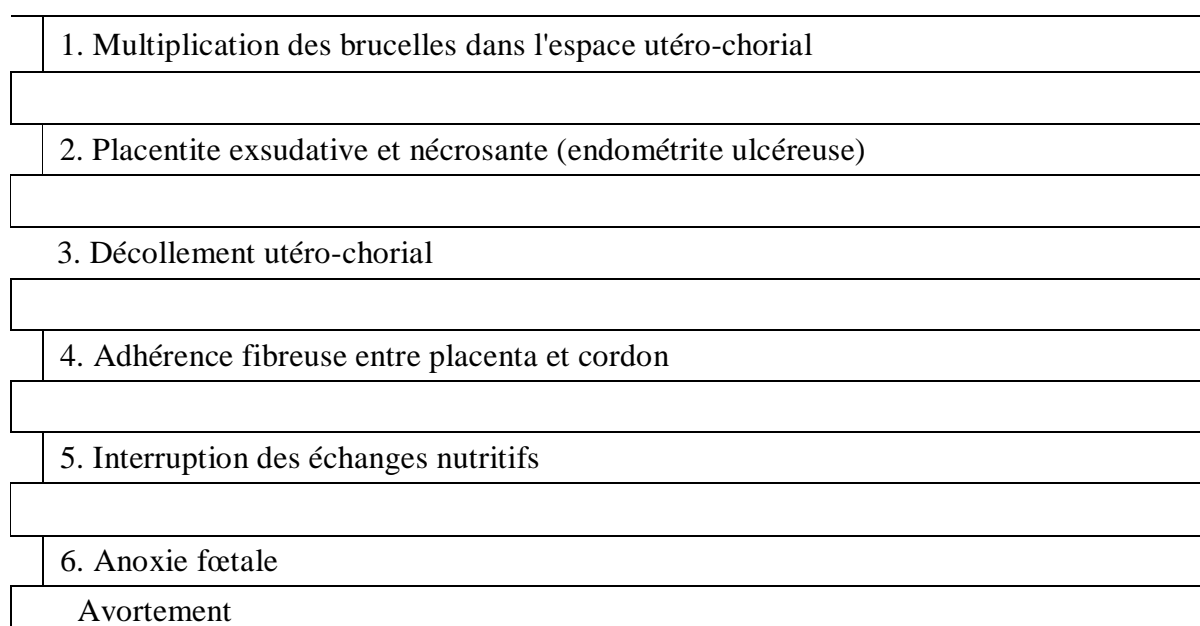 1. Multiplication des brucelles dans l'espace utéro-chorial
2. Placentite exsudative et nécrosante (endométrite ulcéreuse)
3. Décollement utéro-chorial
4. Adhérence fibreuse entre placenta et cordon
5. Interruption des échanges nutritifs
6. Anoxie fœtale
Avortement